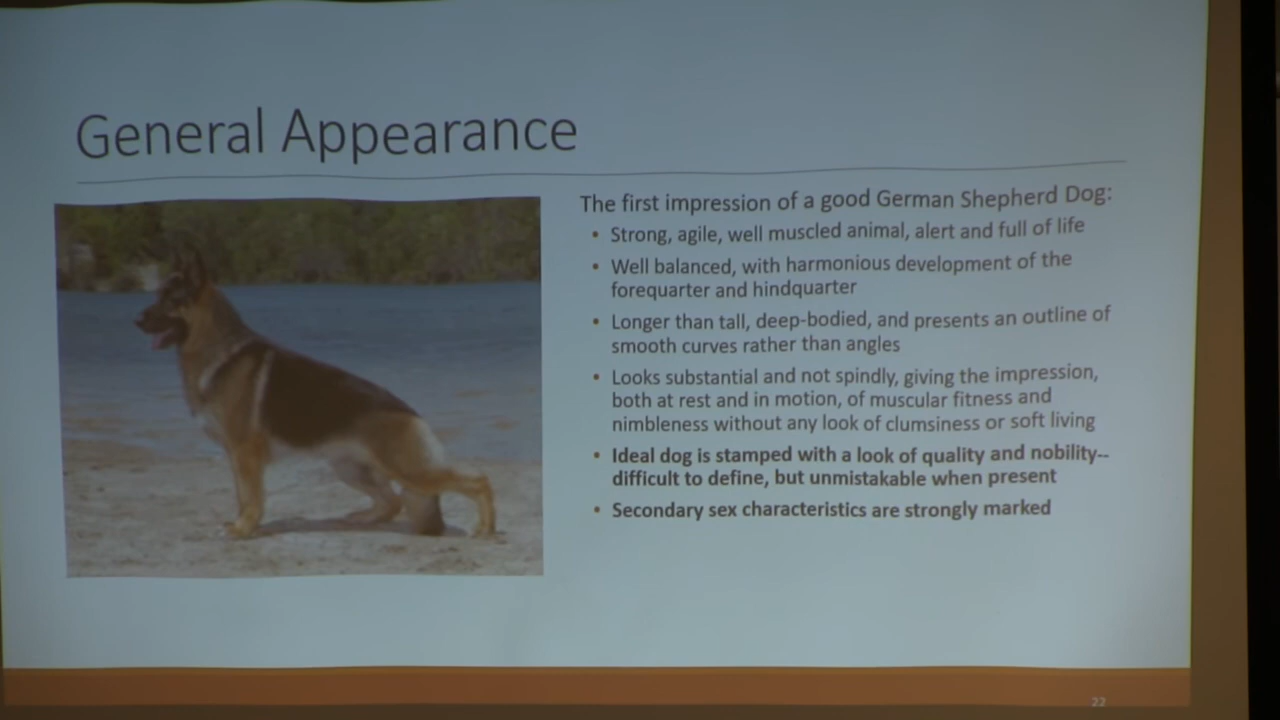 General Appearance
The first impression of a good German Shepherd Dog:
• Strong, agile, well muscled animal, alert and full of life
• Well balanced, with harmonious development of the
forequarter and hindquarter
• Longer than tall, deep-bodied, and presents an outline of
smooth curves rather than angles
• Looks substantial and not spindly, giving the impression,
both at rest and in motion, of muscular fitness and
nimbleness without any look of clumsiness or soft living
• Ideal dog is stamped with a look of quality and nobility--
difficult to define, but unmistakable when present
• Secondary sex characteristics are strongly marked
22